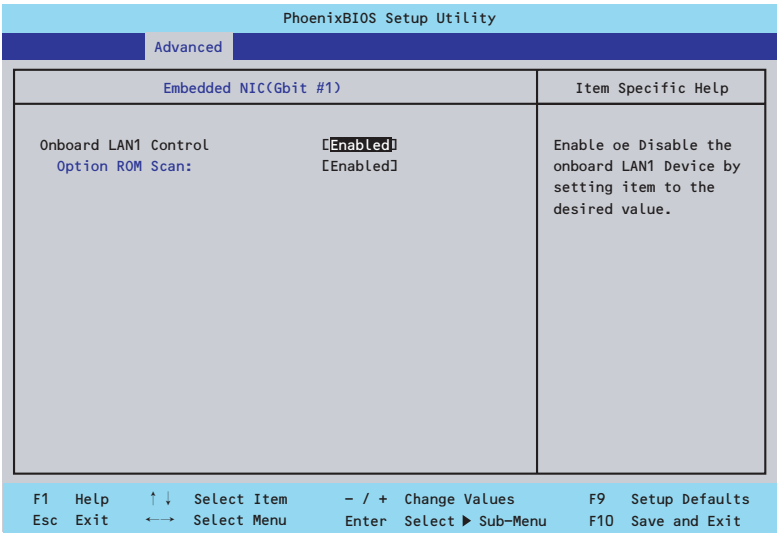 PhoenixBIOS Setup Utility
Advanced
Embedded NIC(Gbit #1)
Item Specific Help
Onboard LAN1 Control [Enabled]
Option ROM Scan: [Enabled]
Enable oe Disable the
onboard LAN1 Device by
setting item to the
desired value.
F1 Help ↑↓ Select Item - / + Change Values F9 Setup Defaults
Esc Exit ←→ Select Menu Enter Select ▶ Sub-Menu F10 Save and Exit